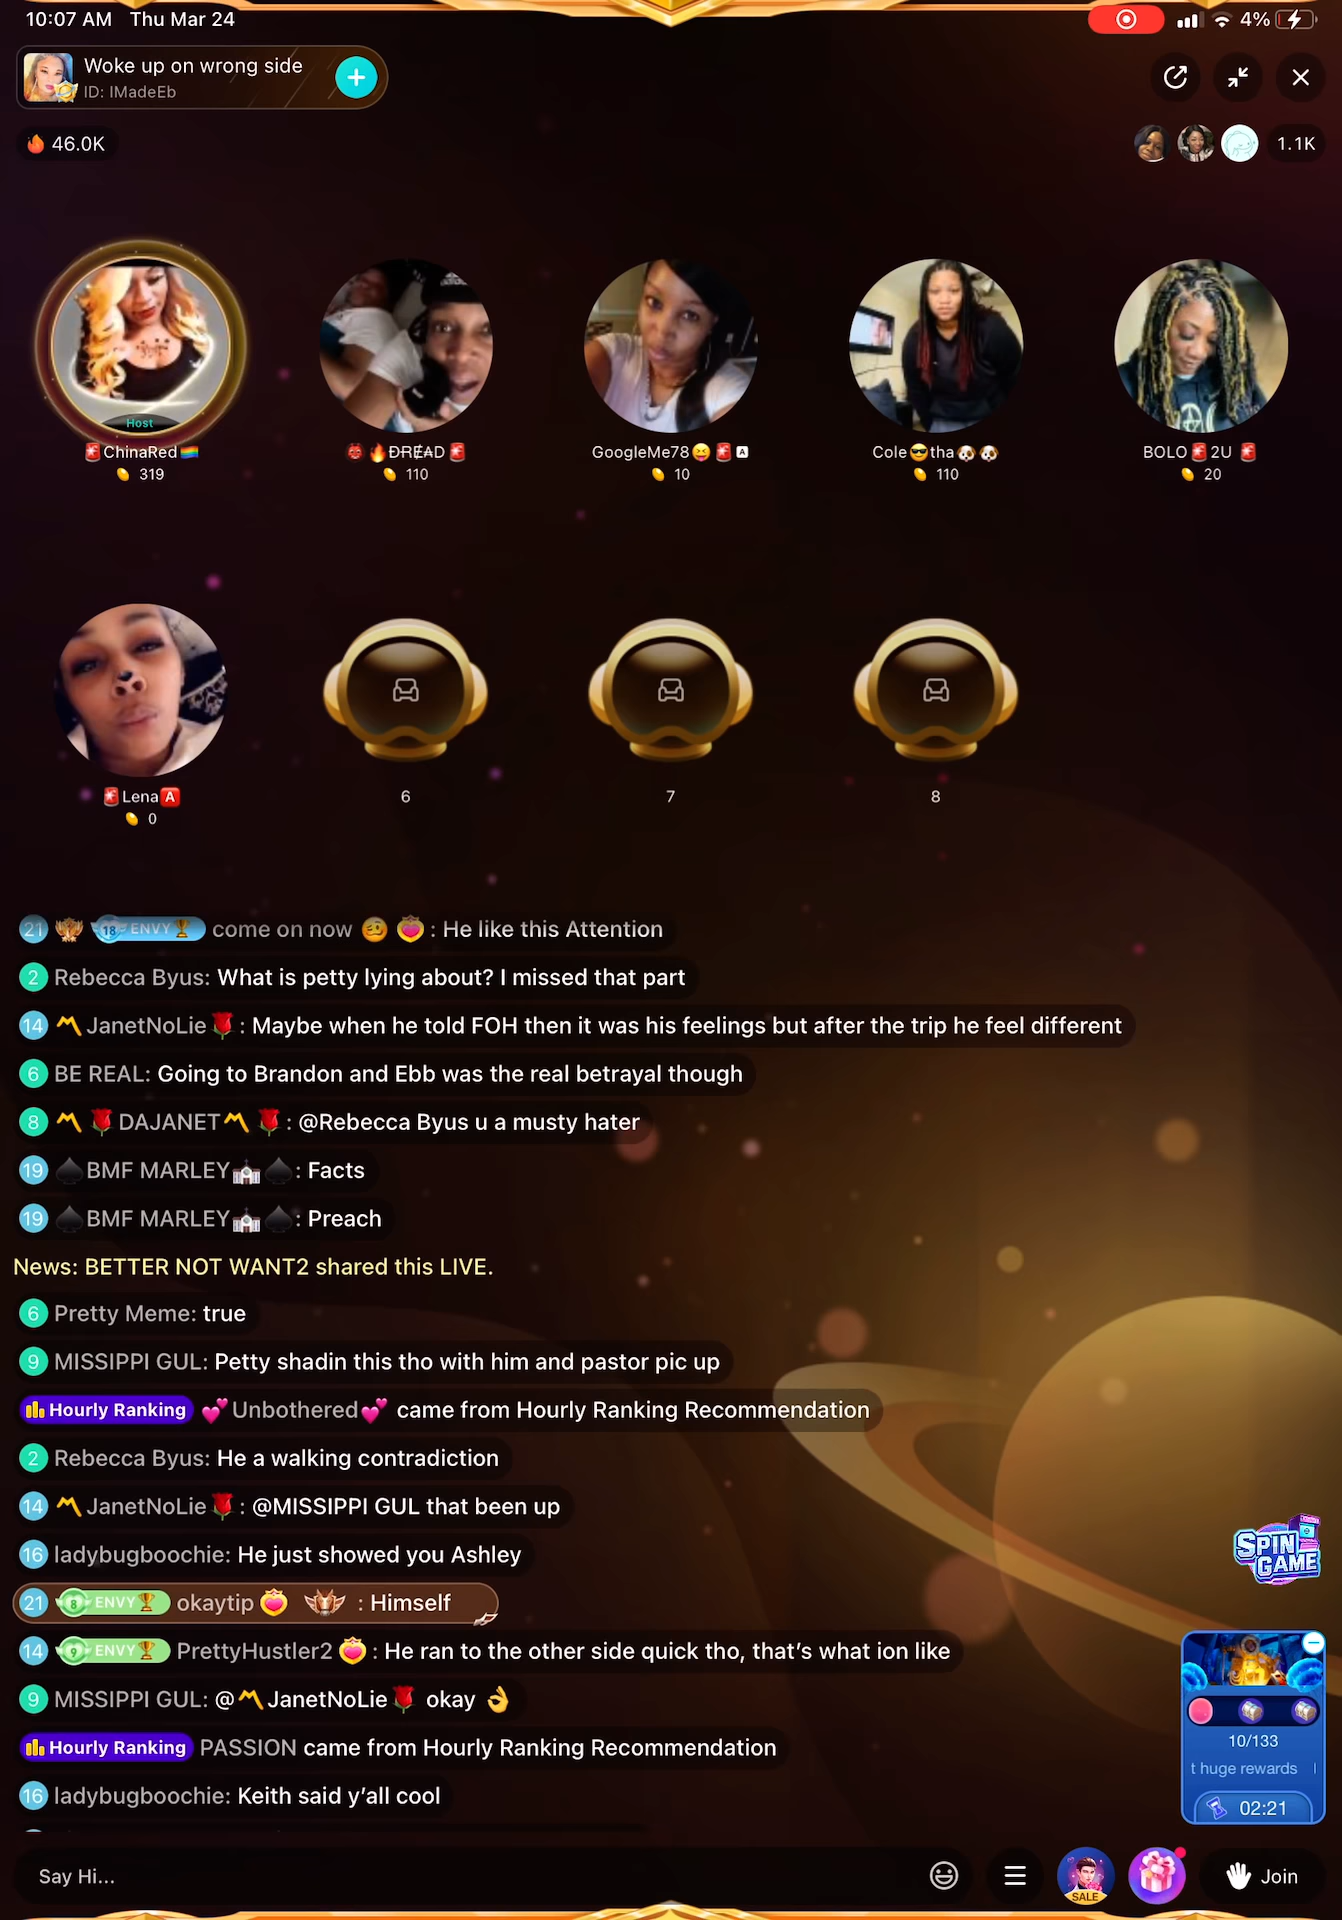 10:07 AM Thu Mar 24
4%
Woke up on wrong side
ID: IMadeEb
🔥 46.0K
1.1K
Host
🚨ChinaRed🏳️‍🌈
319
👹🔥DREAD🚨
110
GoogleMe78😝🚨🅰
10
Cole😎tha🐶🐶
110
BOLO🚨2U 🚨
20
🚨Lena🅰️
0
6
7
8
21 18 ENVY🏆 come on now 🥴 : He like this Attention
2 Rebecca Byus: What is petty lying about? I missed that part
14 〽️JanetNoLie🌹: Maybe when he told FOH then it was his feelings but after the trip he feel different
6 BE REAL: Going to Brandon and Ebb was the real betrayal though
8 〽️🌹DAJANET〽️🌹: @Rebecca Byus u a musty hater
19 ♠️BMF MARLEY💒♠️: Facts
19 ♠️BMF MARLEY💒♠️: Preach
News: BETTER NOT WANT2 shared this LIVE.
6 Pretty Meme: true
9 MISSIPPI GUL: Petty shadin this tho with him and pastor pic up
Hourly Ranking 💕Unbothered💕 came from Hourly Ranking Recommendation
2 Rebecca Byus: He a walking contradiction
14 〽️JanetNoLie🌹: @MISSIPPI GUL that been up
16 ladybugboochie: He just showed you Ashley
21 8 ENVY🏆 okaytip : Himself
14 9 ENVY🏆 PrettyHustler2 : He ran to the other side quick tho, that's what ion like
9 MISSIPPI GUL: @〽️JanetNoLie🌹 okay 👌
Hourly Ranking PASSION came from Hourly Ranking Recommendation
16 ladybugboochie: Keith said y'all cool
SPIN GAME
10/133
t huge rewards
02:21
Say Hi...
SALE
Join